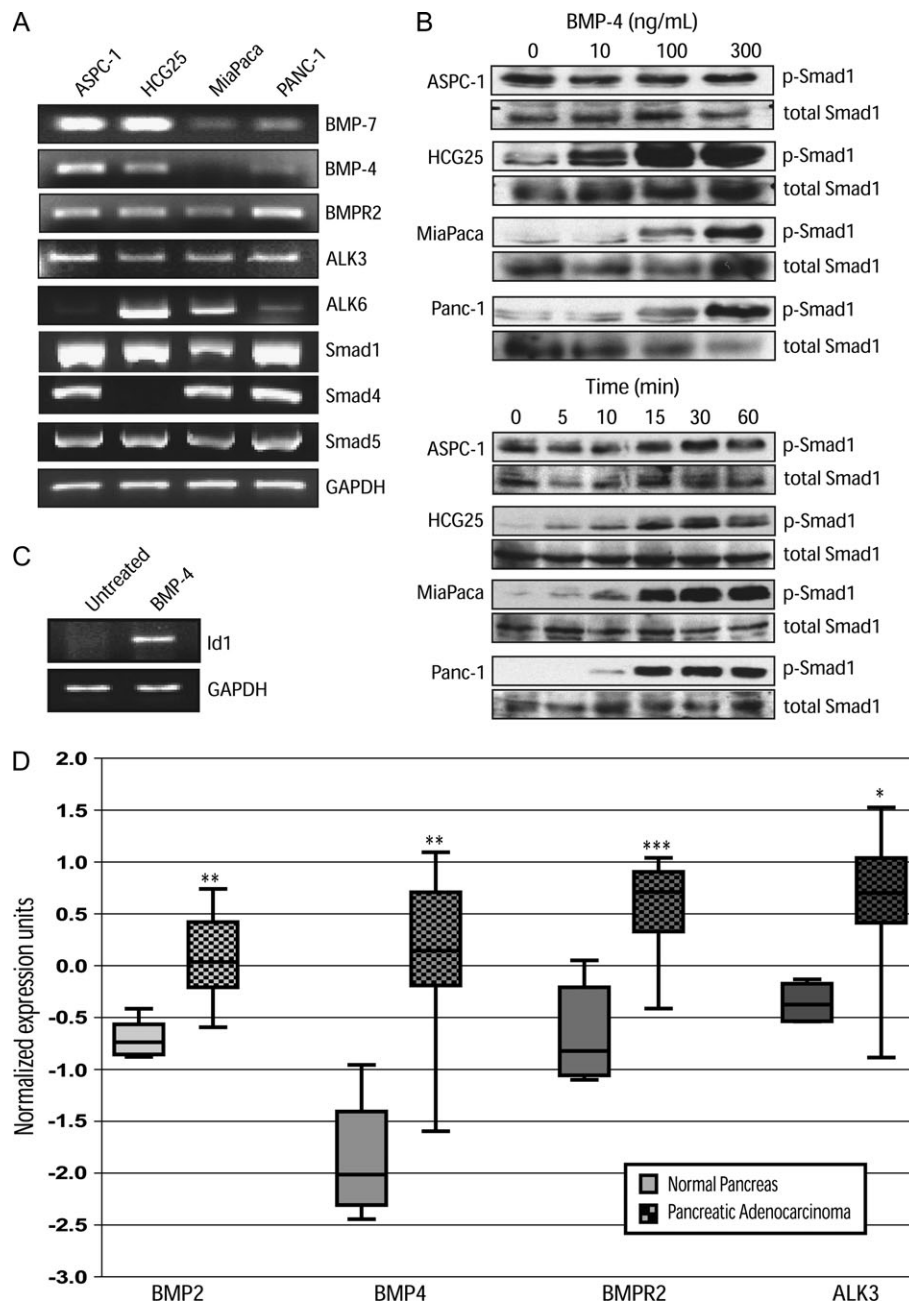 A
ASPC-1 HCG25 MiaPaca PANC-1
BMP-7
BMP-4
BMPR2
ALK3
ALK6
Smad1
Smad4
Smad5
GAPDH
B
BMP-4 (ng/mL)
0 10 100 300
ASPC-1 p-Smad1
total Smad1
HCG25 p-Smad1
total Smad1
MiaPaca p-Smad1
total Smad1
Panc-1 p-Smad1
total Smad1
Time (min)
0 5 10 15 30 60
ASPC-1 p-Smad1
total Smad1
HCG25 p-Smad1
total Smad1
MiaPaca p-Smad1
total Smad1
Panc-1 p-Smad1
total Smad1
C
Untreated BMP-4
Id1
GAPDH
D
Normalized expression units
2.0
1.5
1.0
0.5
0.0
-0.5
-1.0
-1.5
-2.0
-2.5
-3.0
** ** *** *
Normal Pancreas
Pancreatic Adenocarcinoma
BMP2 BMP4 BMPR2 ALK3